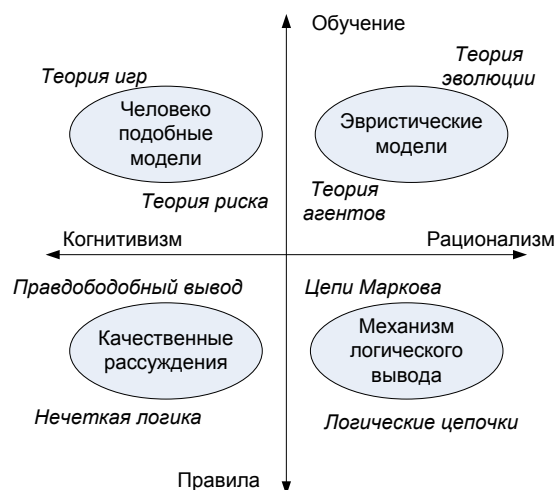 Обучение
Теория игр
Теория
эволюции
Человеко
подобные
модели
Эвристические
модели
Теория риска
Теория
агентов
Когнитивизм
Рационализм
Правдободобный вывод
Цепи Маркова
Качественные
рассуждения
Механизм
логического
вывода
Нечеткая логика
Логические цепочки
Правила